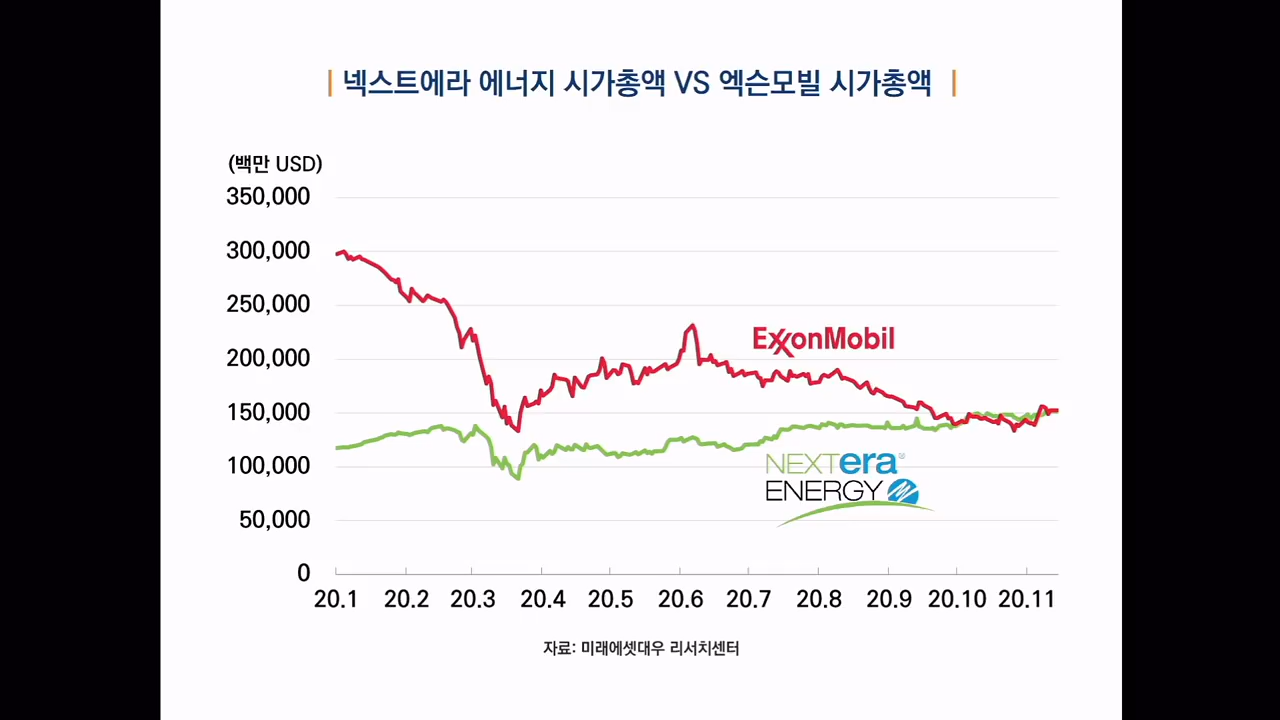 넥스트에라 에너지 시가총액 VS 엑슨모빌 시가총액
(백만 USD)
350,000
300,000
250,000
200,000
150,000
100,000
50,000
0
ExxonMobil
NEXTera®
ENERGY
20.1 20.2 20.3 20.4 20.5 20.6 20.7 20.8 20.9 20.10 20.11
자료: 미래에셋대우 리서치센터